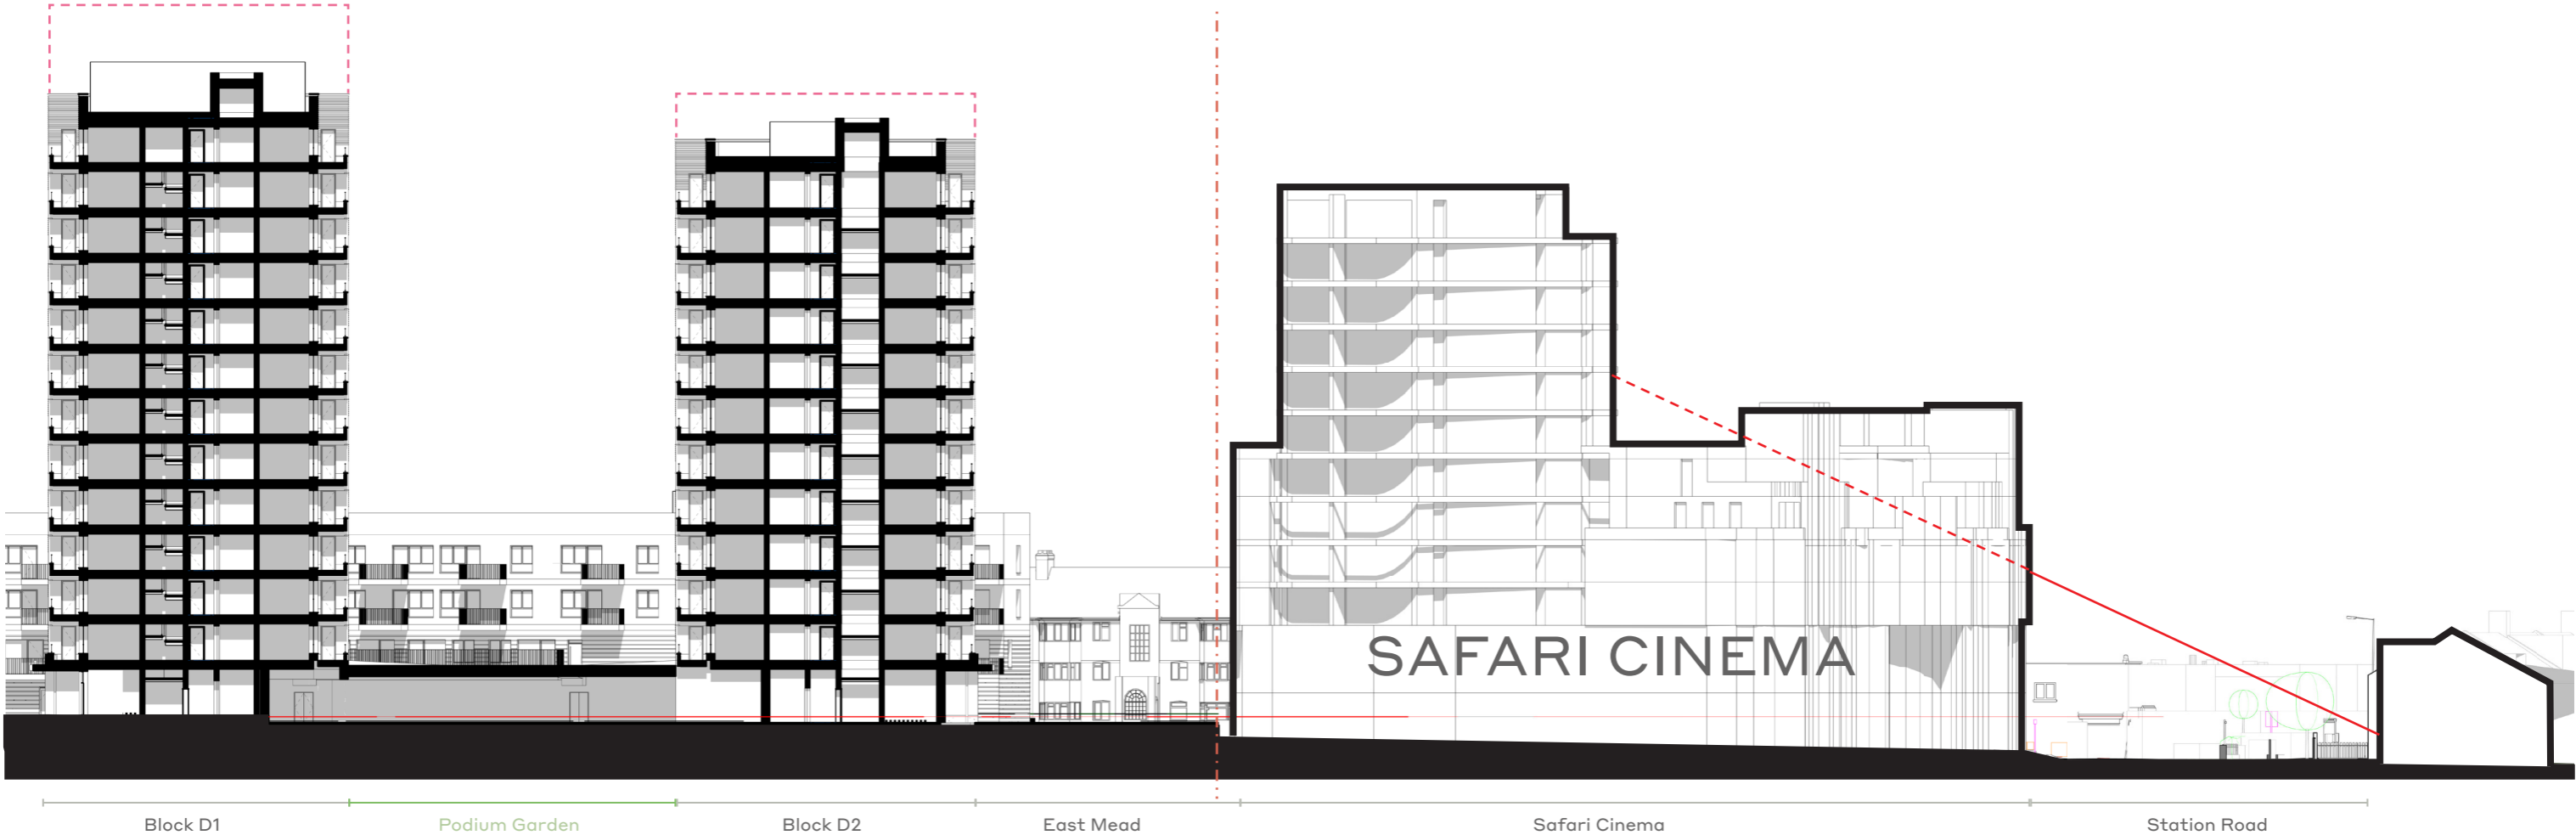 SAFARI CINEMA
Block D1
Podium Garden
Block D2
East Mead
Safari Cinema
Station Road